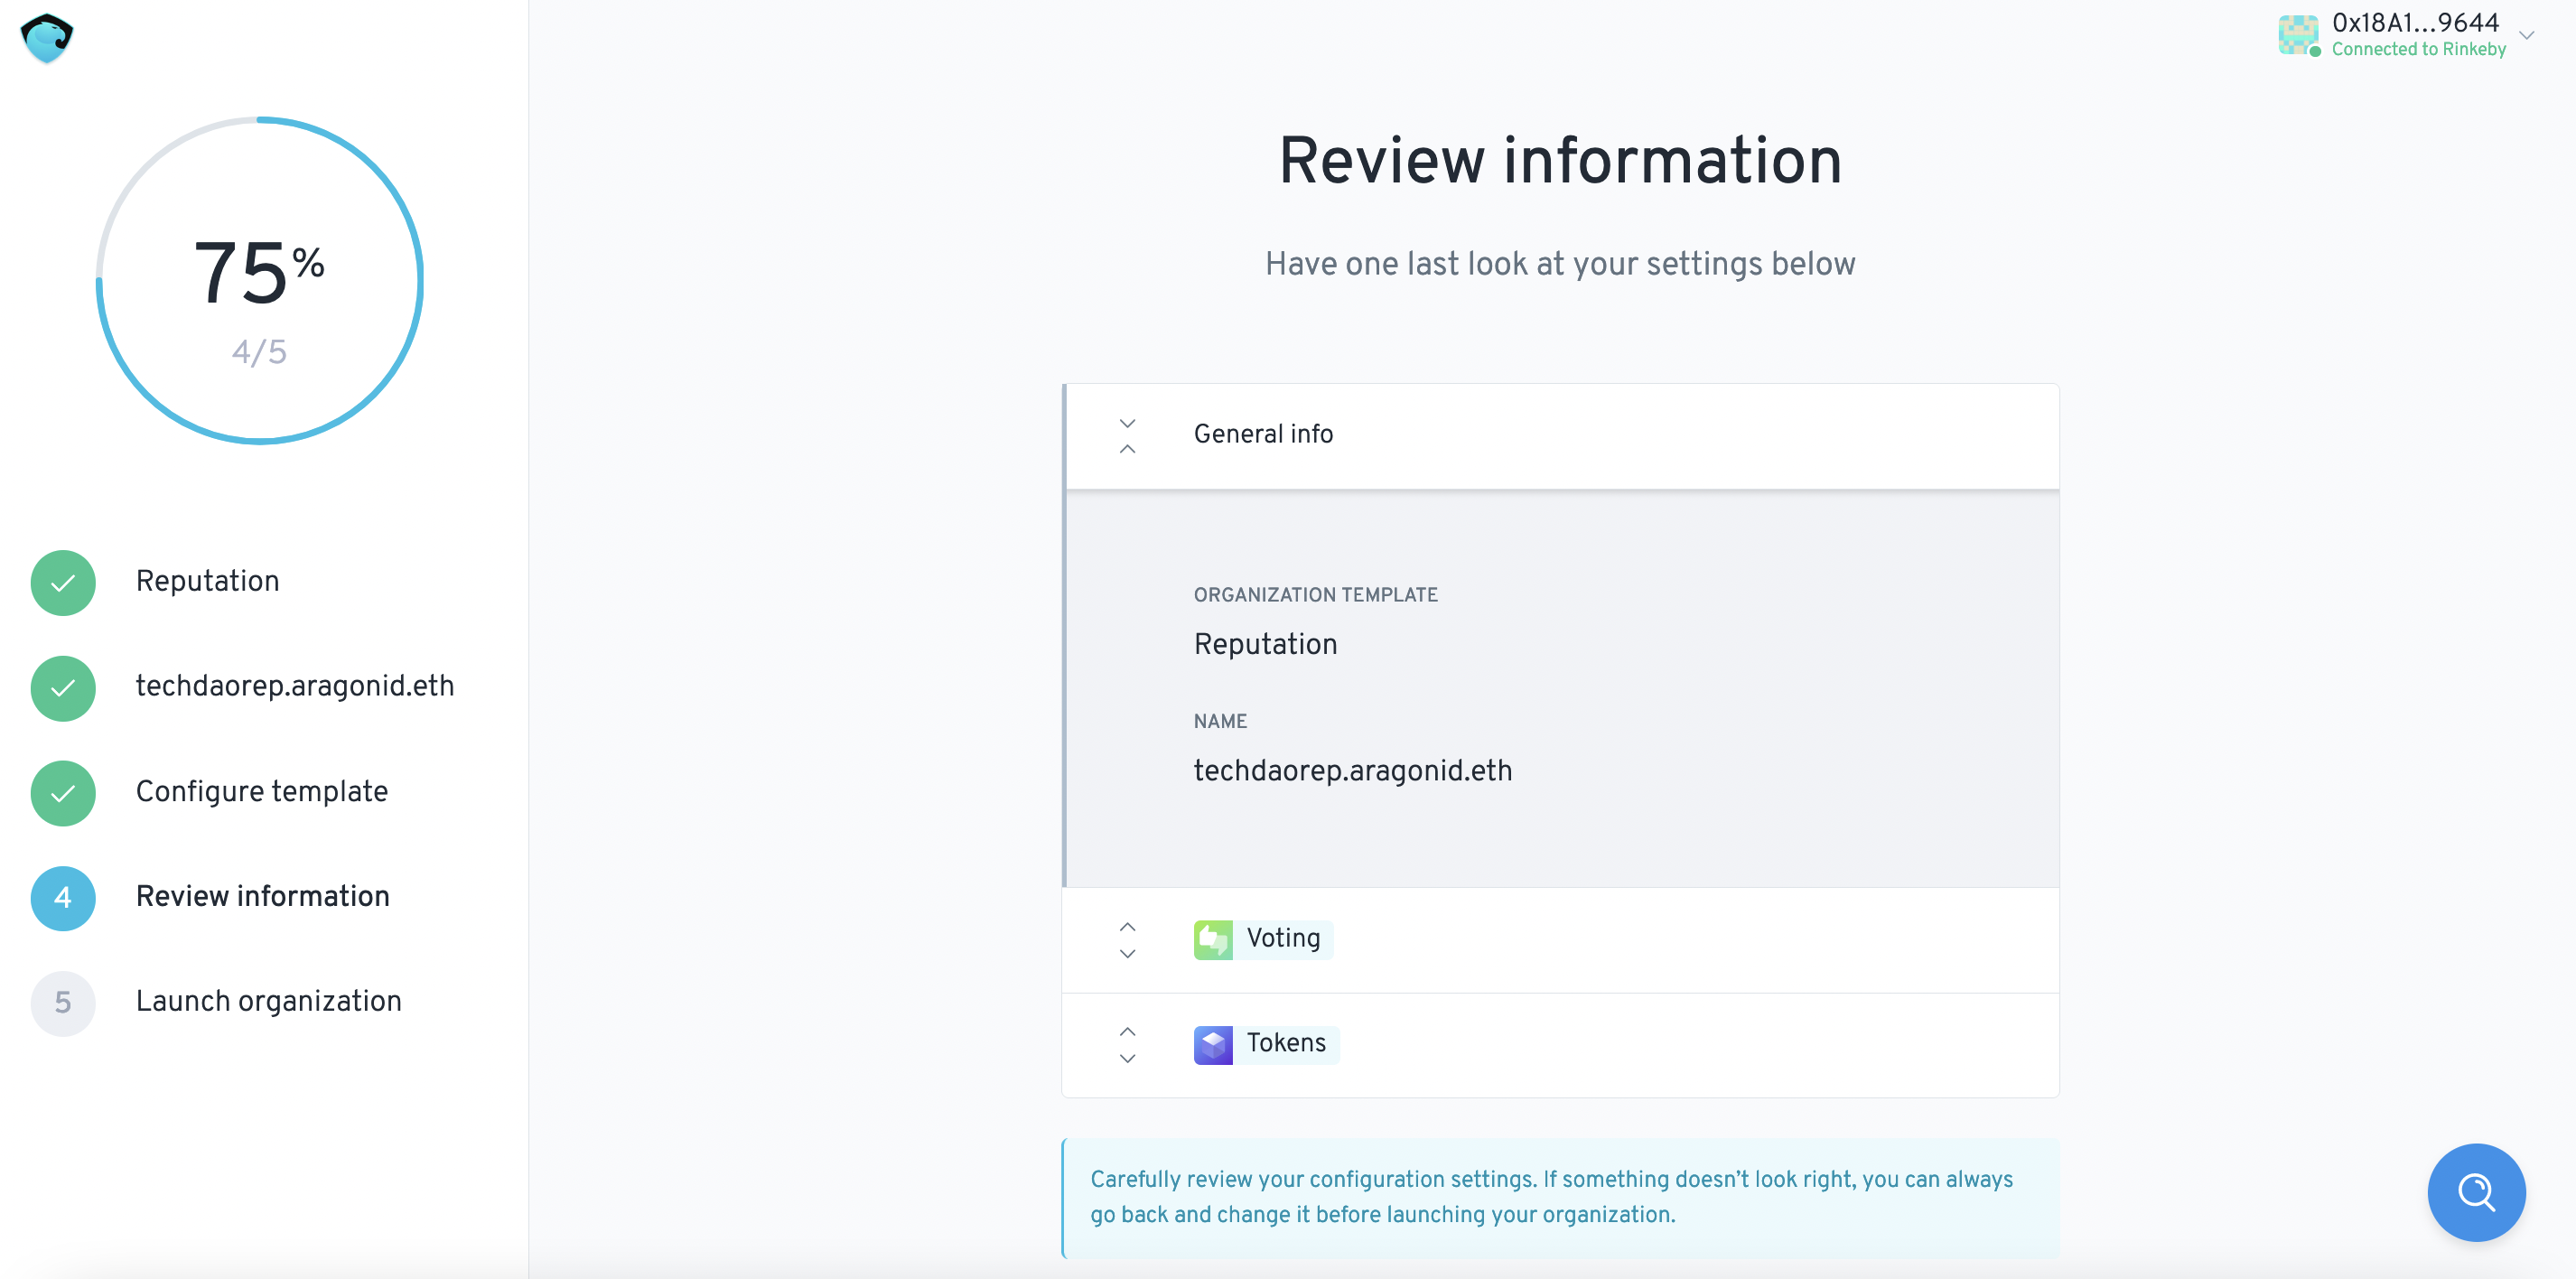 0x18A1...9644
Connected to Rinkeby
75%
4/5
Reputation
techdaorep.aragonid.eth
Configure template
4 Review information
5 Launch organization
Review information
Have one last look at your settings below
General info
ORGANIZATION TEMPLATE
Reputation
NAME
techdaorep.aragonid.eth
Voting
Tokens
Carefully review your configuration settings. If something doesn’t look right, you can always
go back and change it before launching your organization.